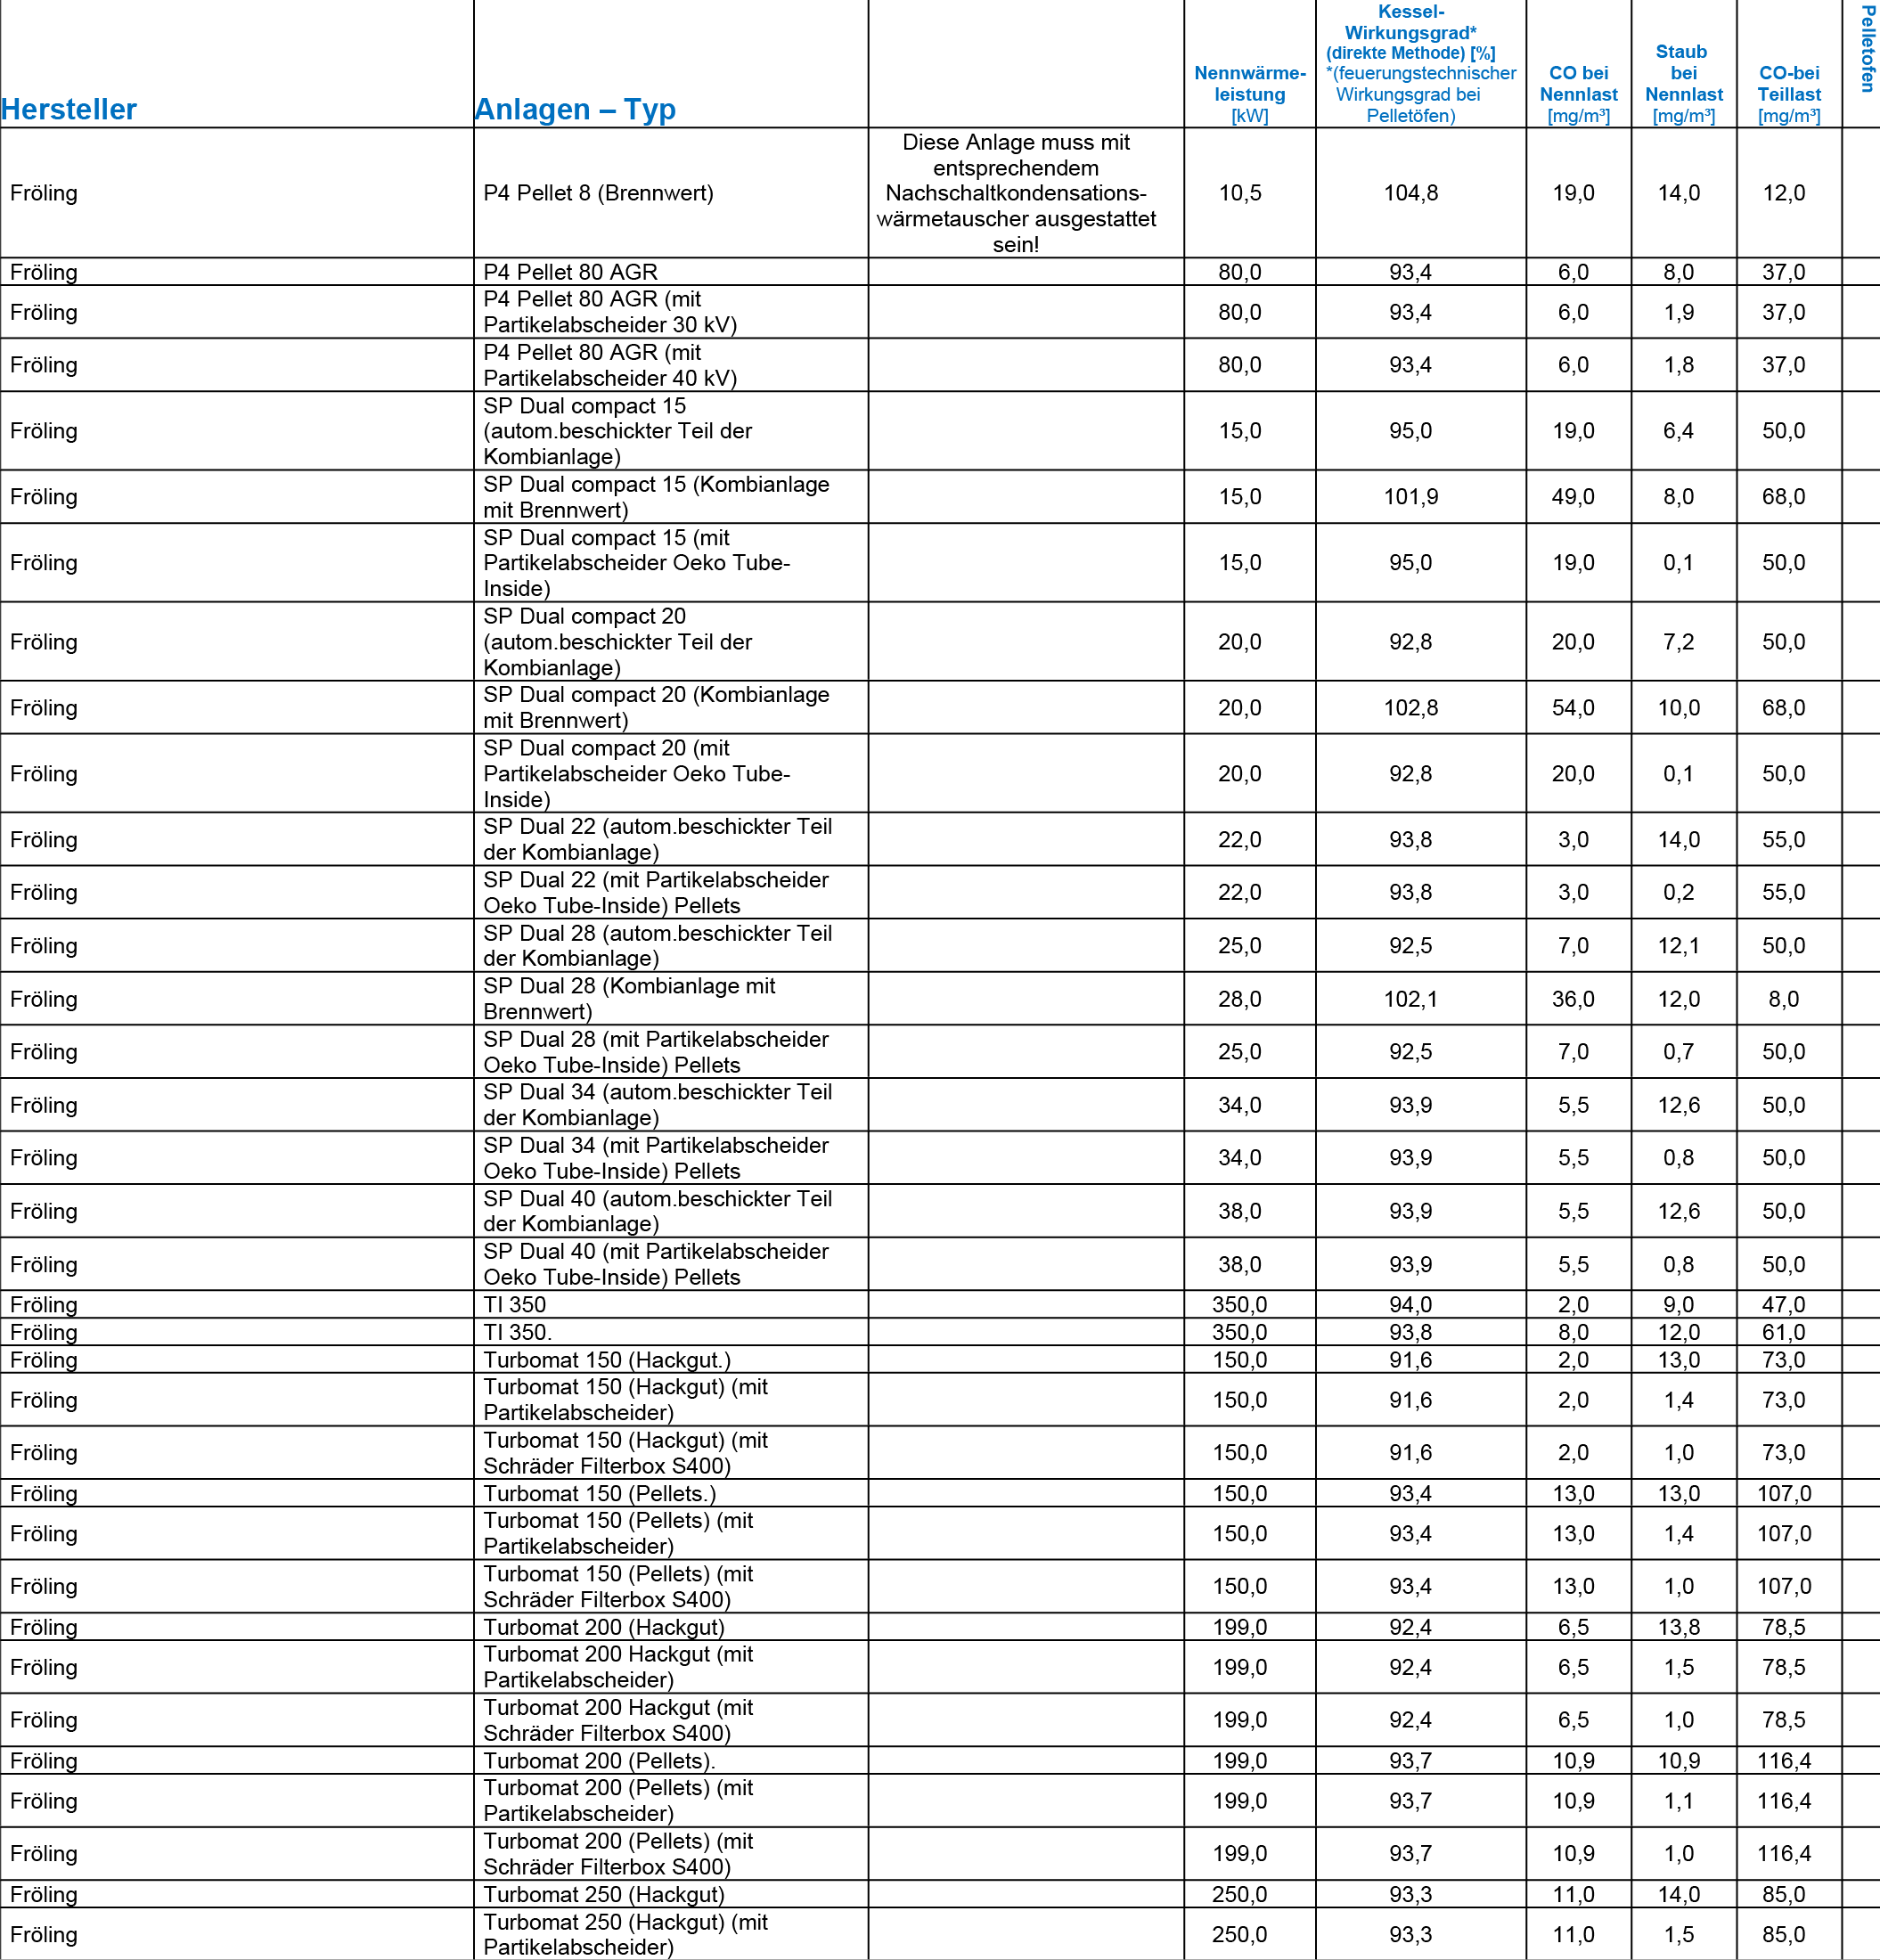 Hersteller
Anlagen – Typ
Nennwärme-
leistung
[kW]
Kessel-
Wirkungsgrad*
(direkte Methode) [%]
*(feuerungstechnischer
Wirkungsgrad bei
Pelletöfen)
CO bei
Nennlast
[mg/m³]
Staub
bei
Nennlast
[mg/m³]
CO-bei
Teillast
[mg/m³]
Pelletofen
Fröling
P4 Pellet 8 (Brennwert)
Diese Anlage muss mit
entsprechendem
Nachschaltkondensations-
wärmetauscher ausgestattet
sein!
10,5 104,8 19,0 14,0 12,0
Fröling P4 Pellet 80 AGR 80,0 93,4 6,0 8,0 37,0
Fröling
P4 Pellet 80 AGR (mit
Partikelabscheider 30 kV)
80,0 93,4 6,0 1,9 37,0
Fröling
P4 Pellet 80 AGR (mit
Partikelabscheider 40 kV)
80,0 93,4 6,0 1,8 37,0
Fröling
SP Dual compact 15
(autom.beschickter Teil der
Kombianlage)
15,0 95,0 19,0 6,4 50,0
Fröling
SP Dual compact 15 (Kombianlage
mit Brennwert)
15,0 101,9 49,0 8,0 68,0
Fröling
SP Dual compact 15 (mit
Partikelabscheider Oeko Tube-
Inside)
15,0 95,0 19,0 0,1 50,0
Fröling
SP Dual compact 20
(autom.beschickter Teil der
Kombianlage)
20,0 92,8 20,0 7,2 50,0
Fröling
SP Dual compact 20 (Kombianlage
mit Brennwert)
20,0 102,8 54,0 10,0 68,0
Fröling
SP Dual compact 20 (mit
Partikelabscheider Oeko Tube-
Inside)
20,0 92,8 20,0 0,1 50,0
Fröling
SP Dual 22 (autom.beschickter Teil
der Kombianlage)
22,0 93,8 3,0 14,0 55,0
Fröling
SP Dual 22 (mit Partikelabscheider
Oeko Tube-Inside) Pellets
22,0 93,8 3,0 0,2 55,0
Fröling
SP Dual 28 (autom.beschickter Teil
der Kombianlage)
25,0 92,5 7,0 12,1 50,0
Fröling
SP Dual 28 (Kombianlage mit
Brennwert)
28,0 102,1 36,0 12,0 8,0
Fröling
SP Dual 28 (mit Partikelabscheider
Oeko Tube-Inside) Pellets
25,0 92,5 7,0 0,7 50,0
Fröling
SP Dual 34 (autom.beschickter Teil
der Kombianlage)
34,0 93,9 5,5 12,6 50,0
Fröling
SP Dual 34 (mit Partikelabscheider
Oeko Tube-Inside) Pellets
34,0 93,9 5,5 0,8 50,0
Fröling
SP Dual 40 (autom.beschickter Teil
der Kombianlage)
38,0 93,9 5,5 12,6 50,0
Fröling
SP Dual 40 (mit Partikelabscheider
Oeko Tube-Inside) Pellets
38,0 93,9 5,5 0,8 50,0
Fröling TI 350 350,0 94,0 2,0 9,0 47,0
Fröling TI 350. 350,0 93,8 8,0 12,0 61,0
Fröling Turbomat 150 (Hackgut.) 150,0 91,6 2,0 13,0 73,0
Fröling
Turbomat 150 (Hackgut) (mit
Partikelabscheider)
150,0 91,6 2,0 1,4 73,0
Fröling
Turbomat 150 (Hackgut) (mit
Schräder Filterbox S400)
150,0 91,6 2,0 1,0 73,0
Fröling Turbomat 150 (Pellets.) 150,0 93,4 13,0 13,0 107,0
Fröling
Turbomat 150 (Pellets) (mit
Partikelabscheider)
150,0 93,4 13,0 1,4 107,0
Fröling
Turbomat 150 (Pellets) (mit
Schräder Filterbox S400)
150,0 93,4 13,0 1,0 107,0
Fröling Turbomat 200 (Hackgut) 199,0 92,4 6,5 13,8 78,5
Fröling
Turbomat 200 Hackgut (mit
Partikelabscheider)
199,0 92,4 6,5 1,5 78,5
Fröling
Turbomat 200 Hackgut (mit
Schräder Filterbox S400)
199,0 92,4 6,5 1,0 78,5
Fröling Turbomat 200 (Pellets). 199,0 93,7 10,9 10,9 116,4
Fröling
Turbomat 200 (Pellets) (mit
Partikelabscheider)
199,0 93,7 10,9 1,1 116,4
Fröling
Turbomat 200 (Pellets) (mit
Schräder Filterbox S400)
199,0 93,7 10,9 1,0 116,4
Fröling Turbomat 250 (Hackgut) 250,0 93,3 11,0 14,0 85,0
Fröling
Turbomat 250 (Hackgut) (mit
Partikelabscheider)
250,0 93,3 11,0 1,5 85,0